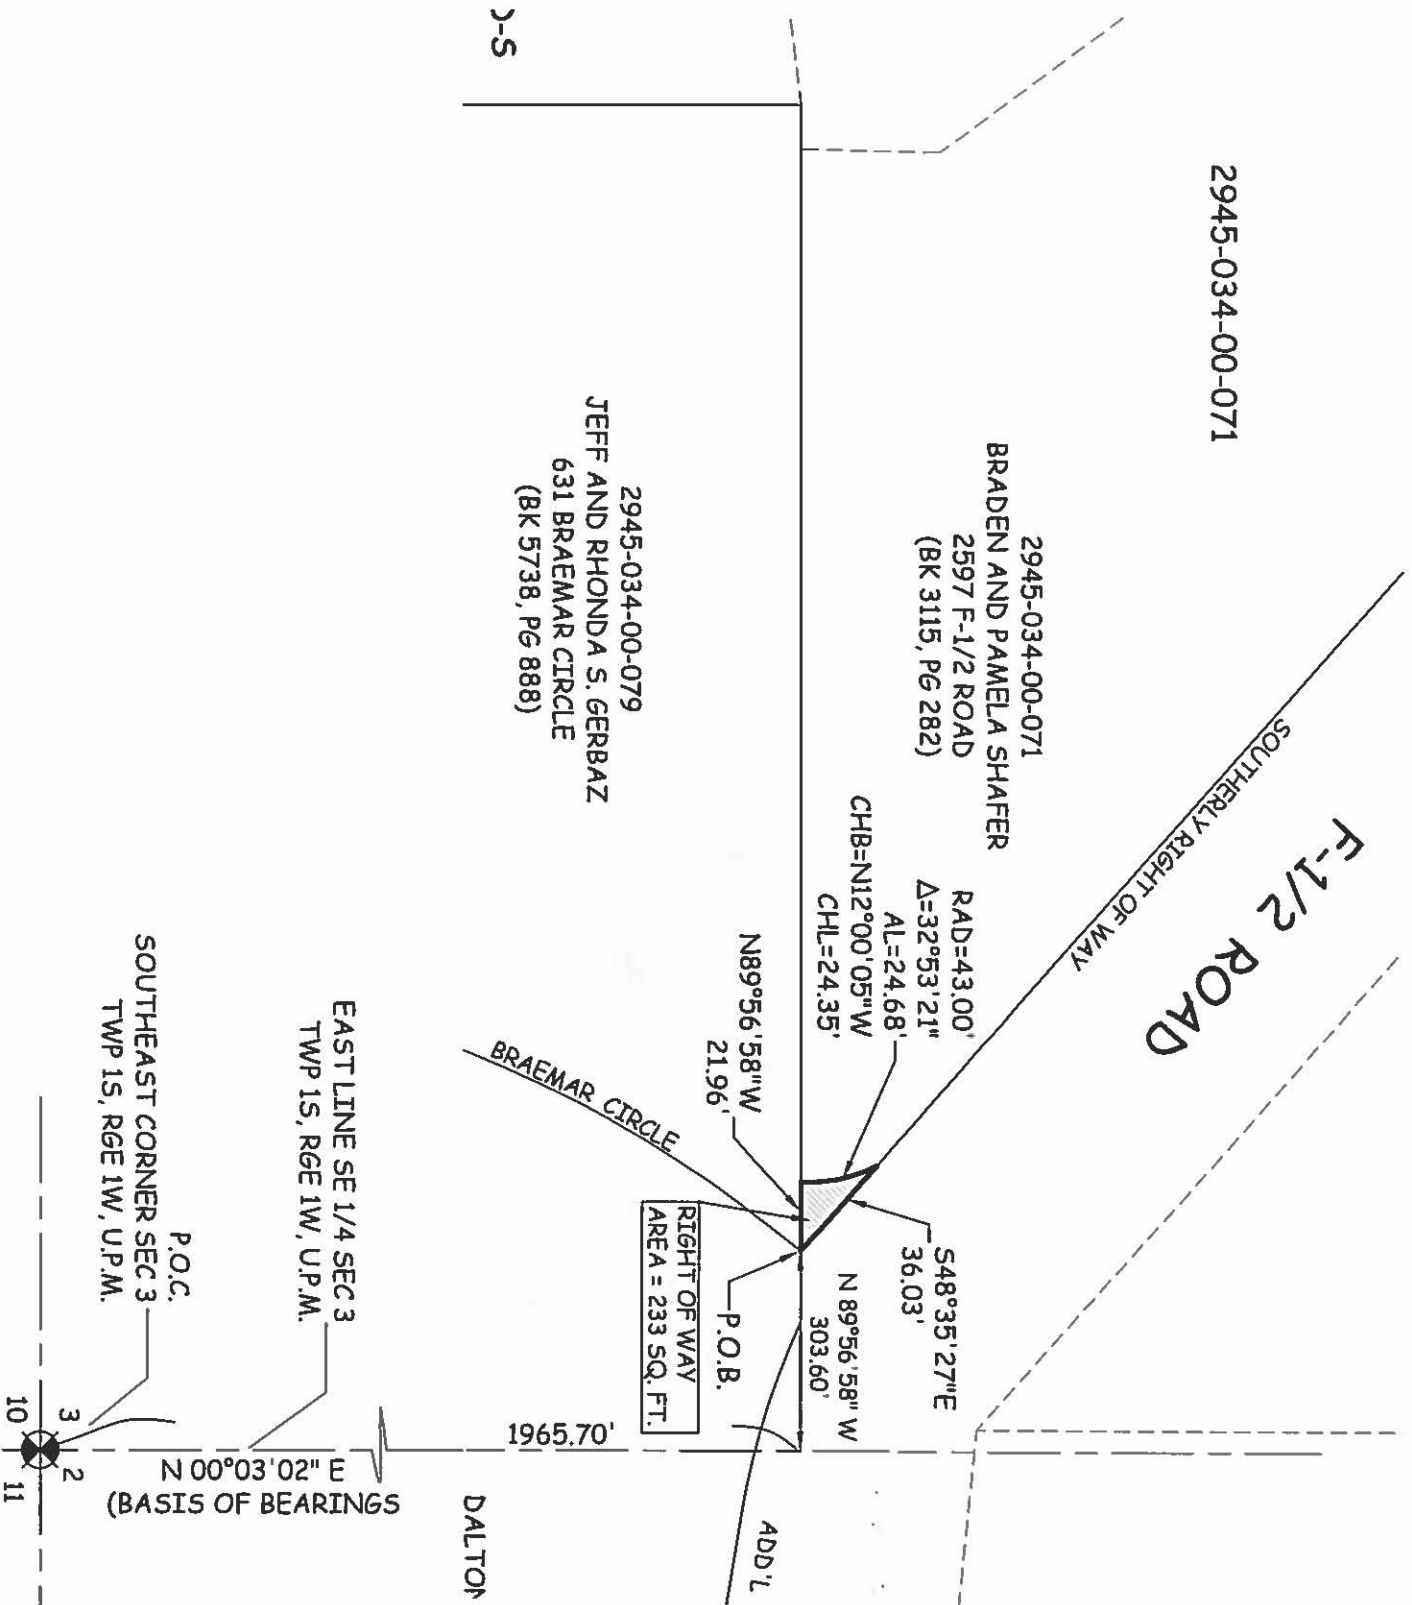 2945-034-00-071
F-1/2 ROAD
SOUTHERLY RIGHT OF WAY
2945-034-00-071
BRADEN AND PAMELA SHAFER
2597 F-1/2 ROAD
(BK 3115, PG 282)
RAD=43.00'
Δ=32°53'21"
AL=24.68'
CHB=N12°00'05"W
CHL=24.35'
S48°35'27"E
36.03'
N 89°56'58" W
303.60'
N89°56'58"W
21.96'
P.O.B.
RIGHT OF WAY
AREA = 233 SQ. FT.
BRAEMAR CIRCLE
2945-034-00-079
JEFF AND RHONDA S. GERBAZ
631 BRAEMAR CIRCLE
(BK 5738, PG 888)
ADD'L
1965.70'
DALTON
N 00°03'02" E
(BASIS OF BEARINGS
EAST LINE SE 1/4 SEC 3
TWP 1S, RGE 1W, U.P.M.
P.O.C.
SOUTHEAST CORNER SEC 3
TWP 1S, RGE 1W, U.P.M.
3
2
10
11